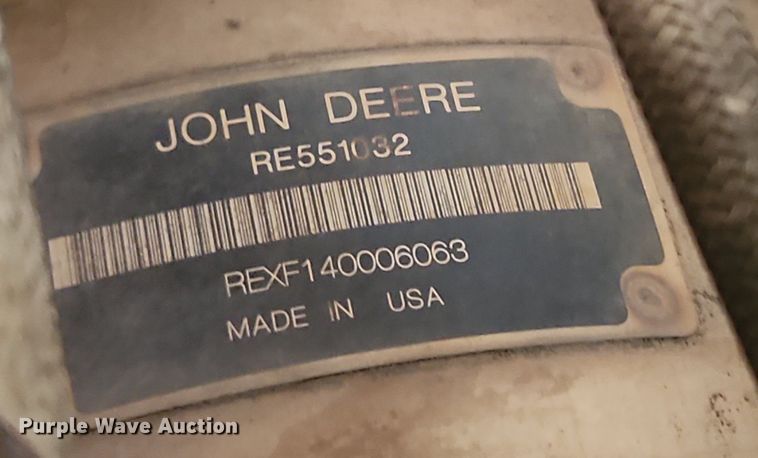 JOHN DEERE
RE551032
REXF140006063
MADE IN USA
Purple Wave Auction